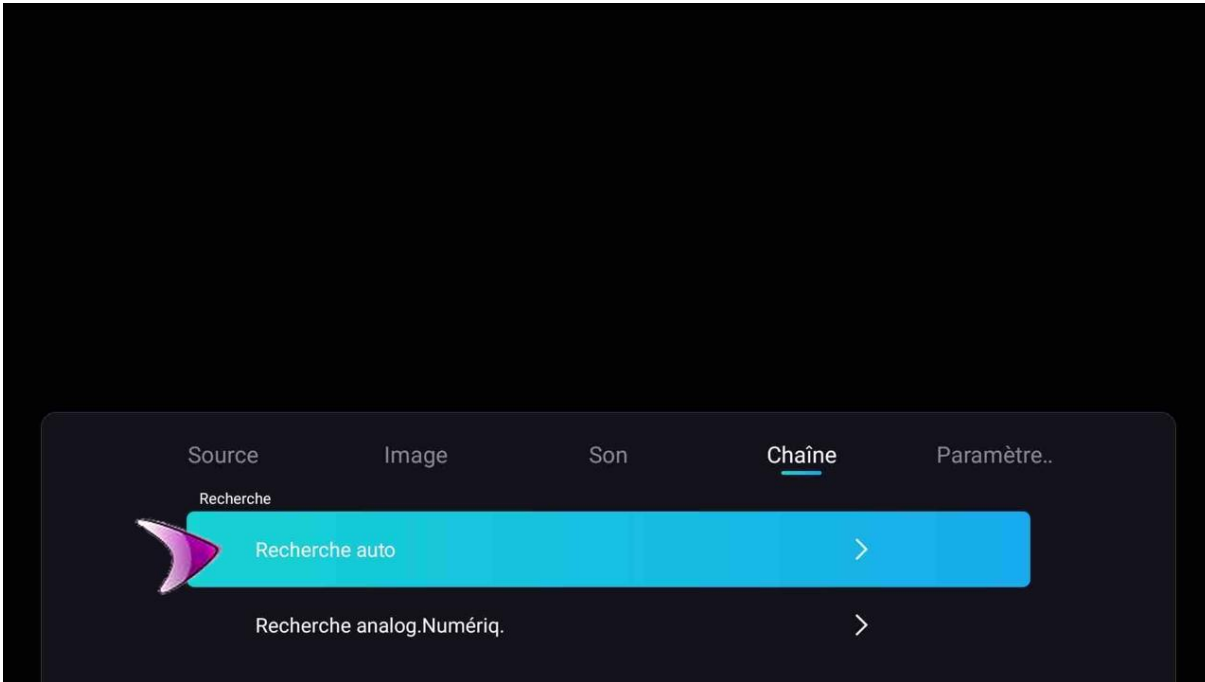 Source Image Son Chaîne Paramètre..
Recherche
Recherche auto
Recherche analog.Numériq.